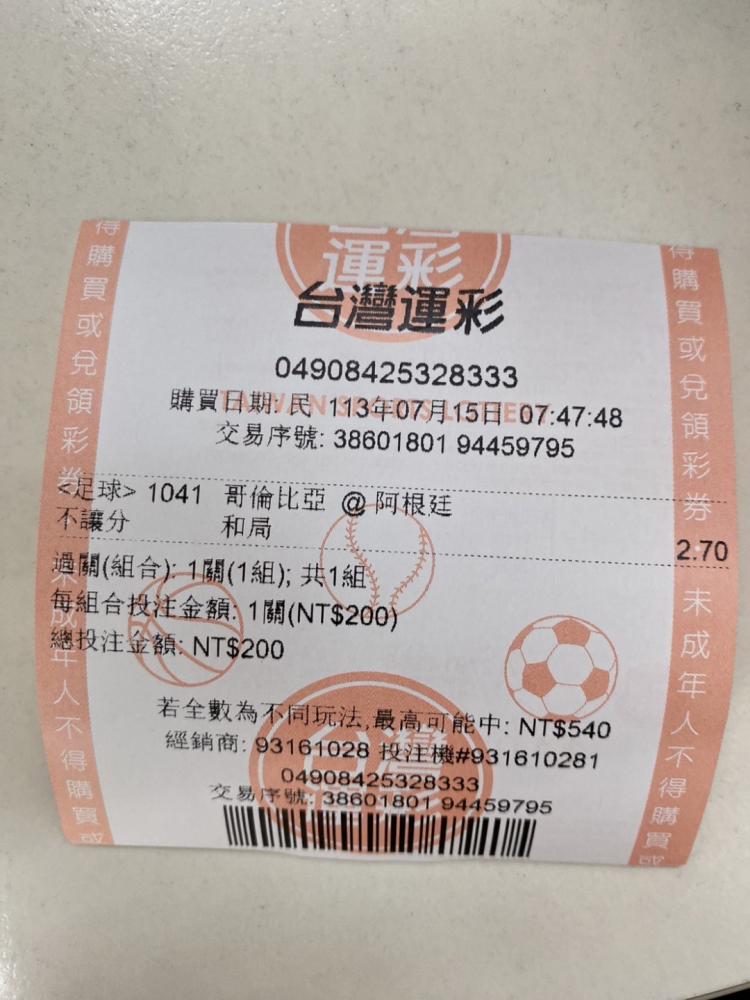 運彩
台灣運彩
04908425328333
TAIWAN SPORTS LOTTERY
購買日期: 民 113年07月15日 07:47:48
交易序號: 38601801 94459795
<足球> 1041 哥倫比亞 @ 阿根廷
不讓分 和局 2.70
過關(組合): 1關(1組); 共1組
每組合投注金額: 1關(NT$200)
總投注金額: NT$200
若全數為不同玩法,最高可能中: NT$540
經銷商: 93161028 投注機#931610281
04908425328333
交易序號: 38601801 94459795
得購買或兌領彩券
未成年人不得購買或
得購買或兌領彩券
未成年人不得購買或